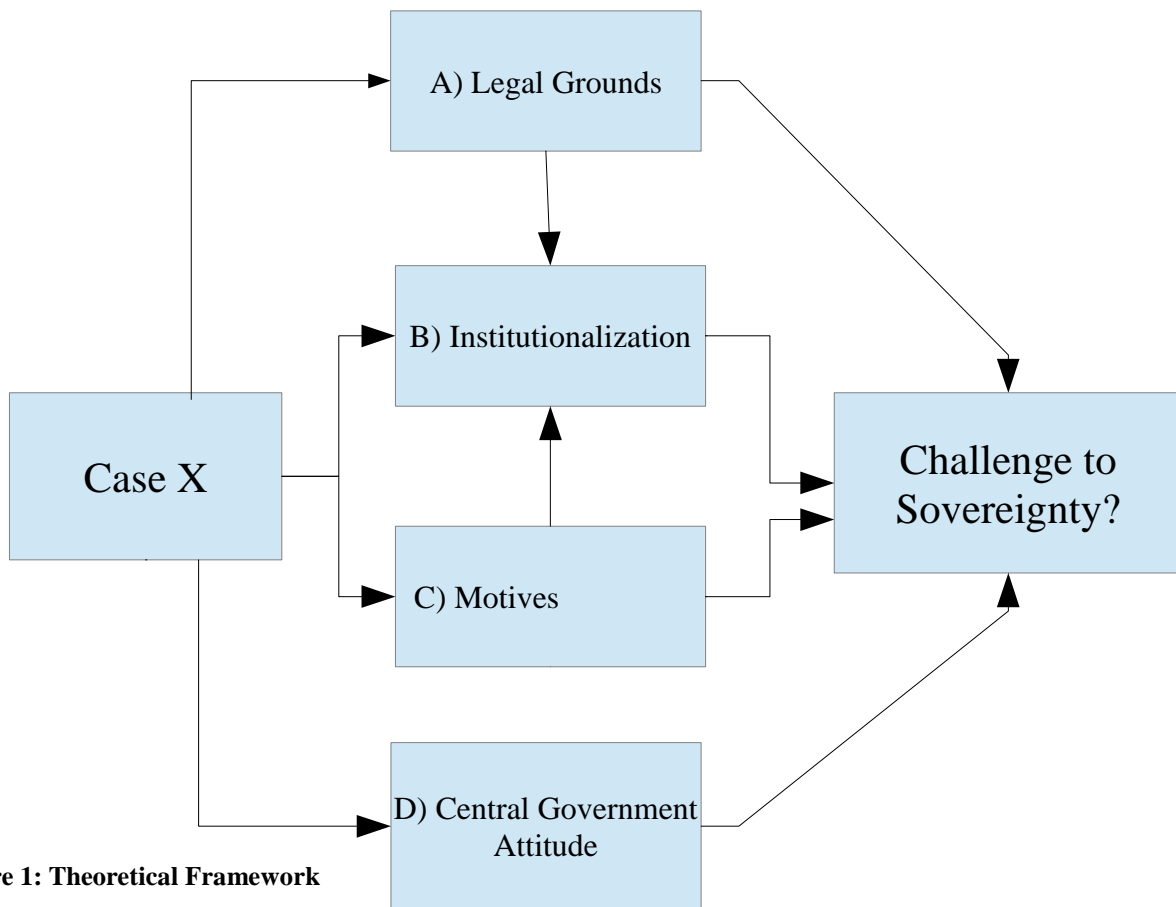 A) Legal Grounds
B) Institutionalization
Case X
Challenge to
Sovereignty?
C) Motives
D) Central Government
Attitude
re 1: Theoretical Framework